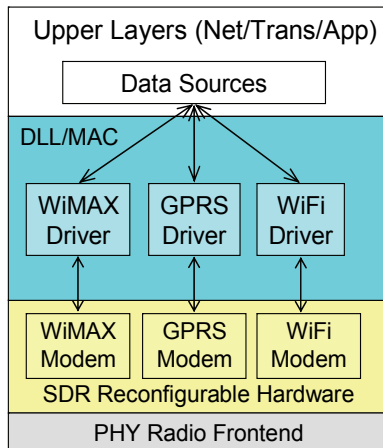 Upper Layers (Net/Trans/App)
Data Sources
DLL/MAC
WiMAX GPRS WiFi
Driver Driver Driver
WiMAX GPRS WiFi
Modem Modem Modem
SDR Reconfigurable Hardware
PHY Radio Frontend